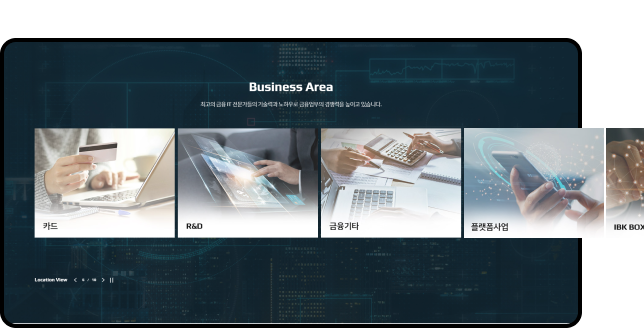 Business Area
최고의 금융 IT 전문가들의 기술력과 노하우로 금융업무의 경쟁력을 높이고 있습니다.
카드
R&D
금융기타
플랫폼사업
IBK BOX
Location View < 6 / 10 > ||